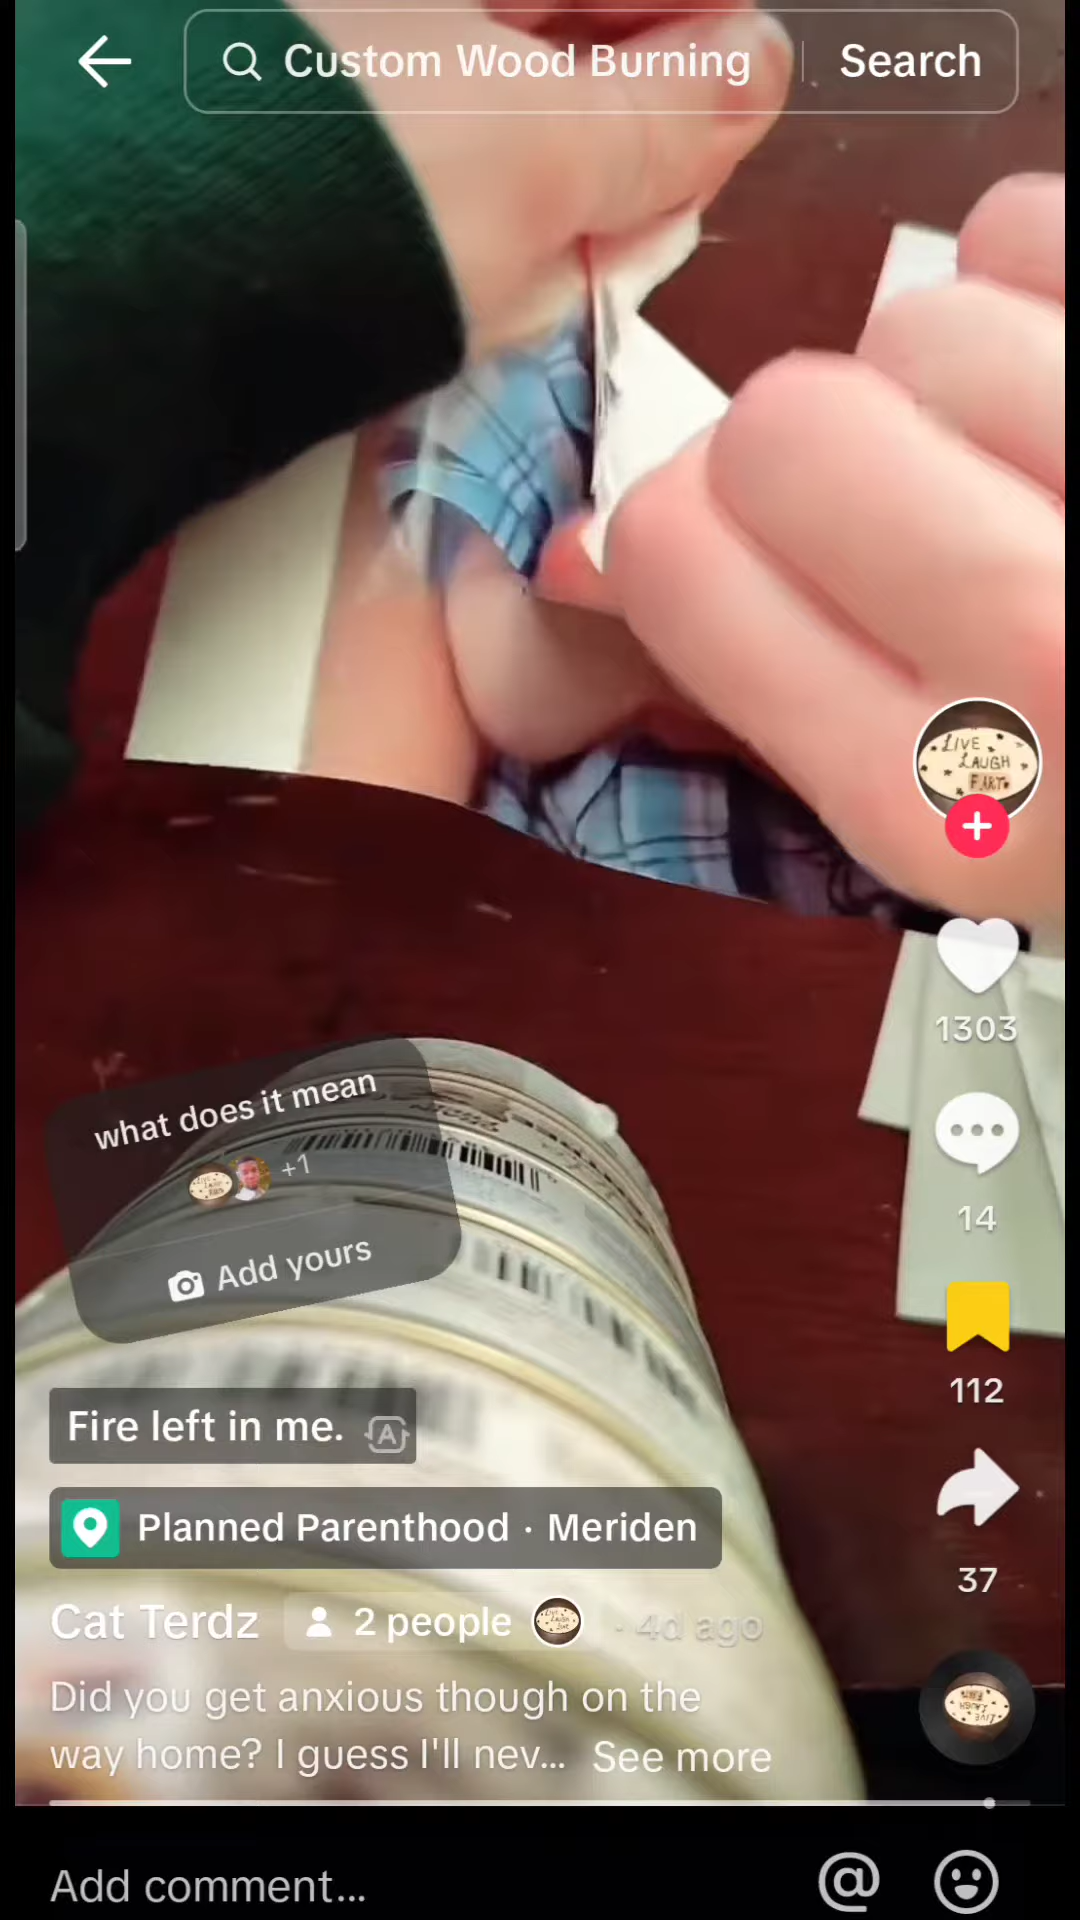 Custom Wood Burning
Search
LIVE
LAUGH
FART
1303
what does it mean
+1
Add yours
14
112
Fire left in me.
Planned Parenthood · Meriden
37
Cat Terdz
2 people
· 4d ago
Did you get anxious though on the
way home? I guess I'll nev... See more
Add comment...